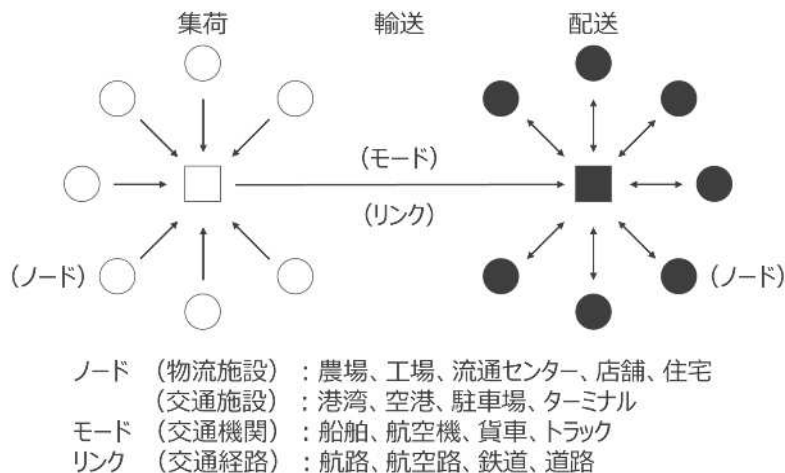 集荷 輸送 配送
(モード)
(リンク)
(ノード) (ノード)
ノード (物流施設) : 農場、工場、流通センター、店舗、住宅
(交通施設) : 港湾、空港、駐車場、ターミナル
モード (交通機関) : 船舶、航空機、貨車、トラック
リンク (交通経路) : 航路、航空路、鉄道、道路